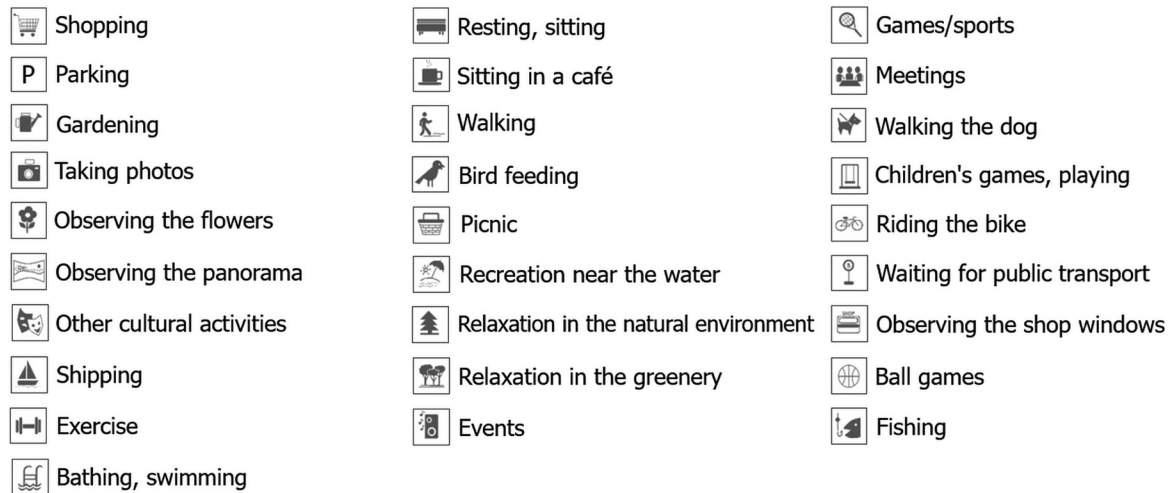 Shopping
P Parking
Gardening
Taking photos
Observing the flowers
Observing the panorama
Other cultural activities
Shipping
Exercise
Bathing, swimming
Resting, sitting
Sitting in a café
Walking
Bird feeding
Picnic
Recreation near the water
Relaxation in the natural environment
Relaxation in the greenery
Events
Games/sports
Meetings
Walking the dog
Children's games, playing
Riding the bike
Waiting for public transport
SHOP
Observing the shop windows
Ball games
Fishing